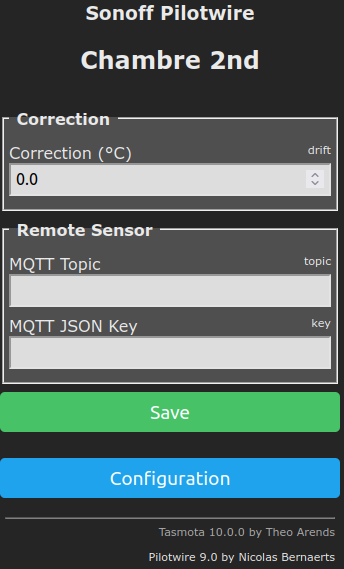 Sonoff Pilotwire
Chambre 2nd
Correction
Correction (°C) drift
0.0
Remote Sensor
MQTT Topic topic
MQTT JSON Key key
Save
Configuration
Tasmota 10.0.0 by Theo Arends
Pilotwire 9.0 by Nicolas Bernaerts